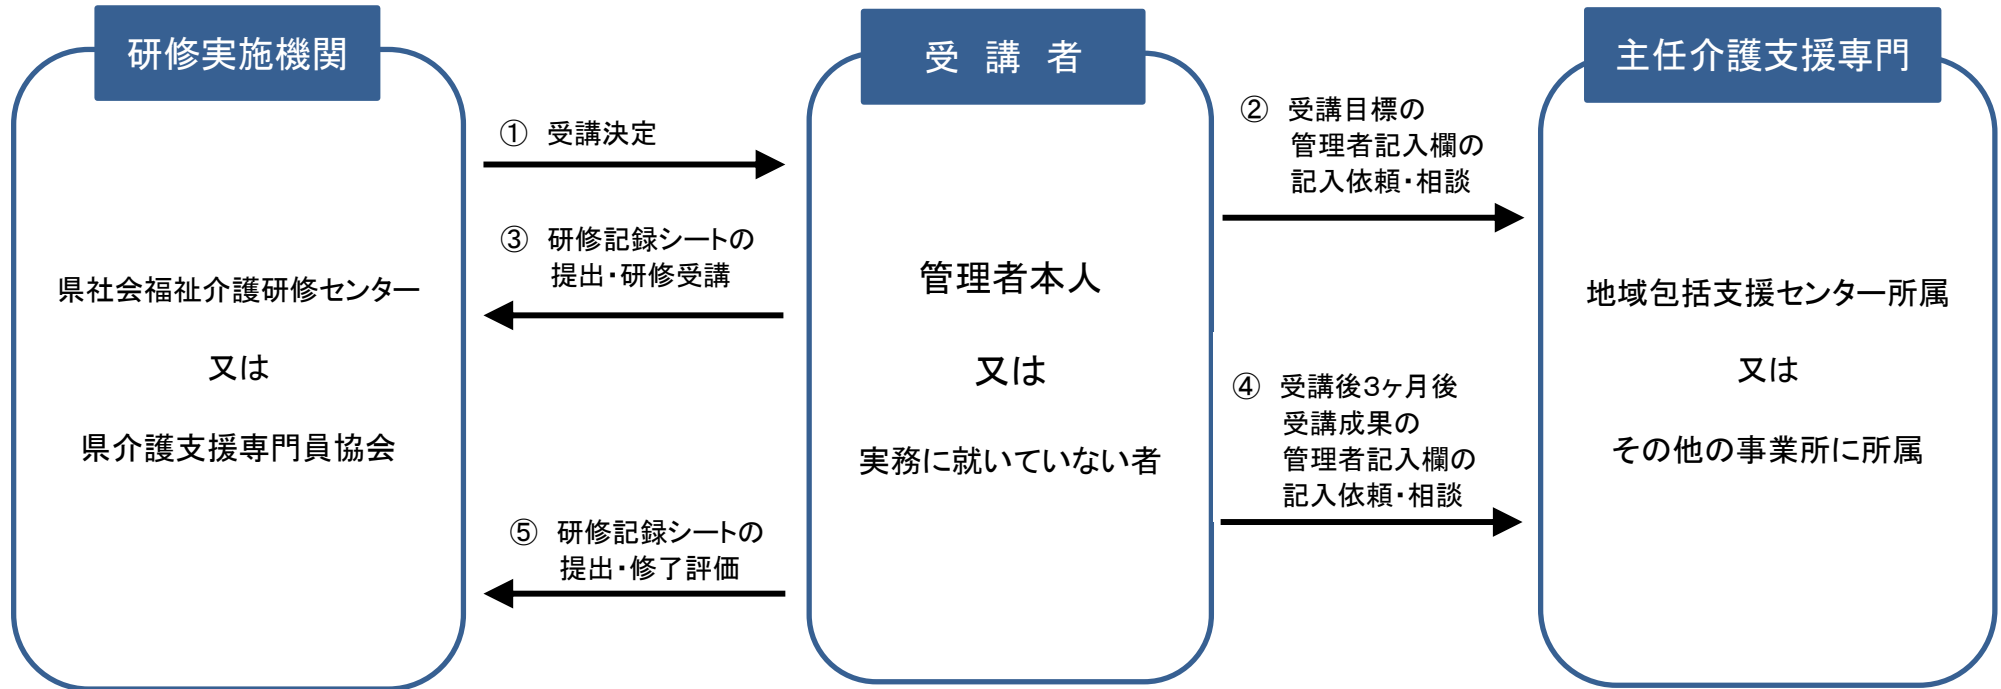 研修実施機関
県社会福祉介護研修センター
又は
県介護支援専門員協会
① 受講決定
③ 研修記録シートの
提出・研修受講
⑤ 研修記録シートの
提出・修了評価
受 講 者
管理者本人
又は
実務に就いていない者
② 受講目標の
管理者記入欄の
記入依頼・相談
④ 受講後3ヶ月後
受講成果の
管理者記入欄の
記入依頼・相談
主任介護支援専門
地域包括支援センター所属
又は
その他の事業所に所属